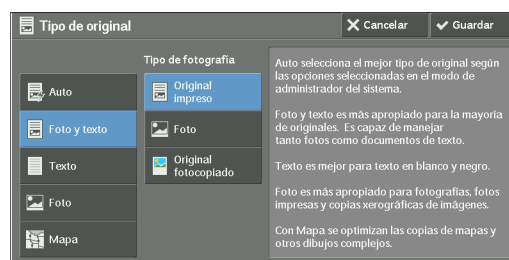 Tipo de original
Cancelar
Guardar
Auto
Foto y texto
Texto
Foto
Mapa
Tipo de fotografía
Original
impreso
Foto
Original
fotocopiado
Auto selecciona el mejor tipo de original según
las opciones seleccionadas en el modo de
administrador del sistema.
Foto y texto es más apropiado para la mayoría
de originales. Es capaz de manejar
tanto fotos como documentos de texto.
Texto es mejor para texto en blanco y negro.
Foto es más apropiado para fotografías, fotos
impresas y copias xerográficas de imágenes.
Con Mapa se optimizan las copias de mapas y
otros dibujos complejos.